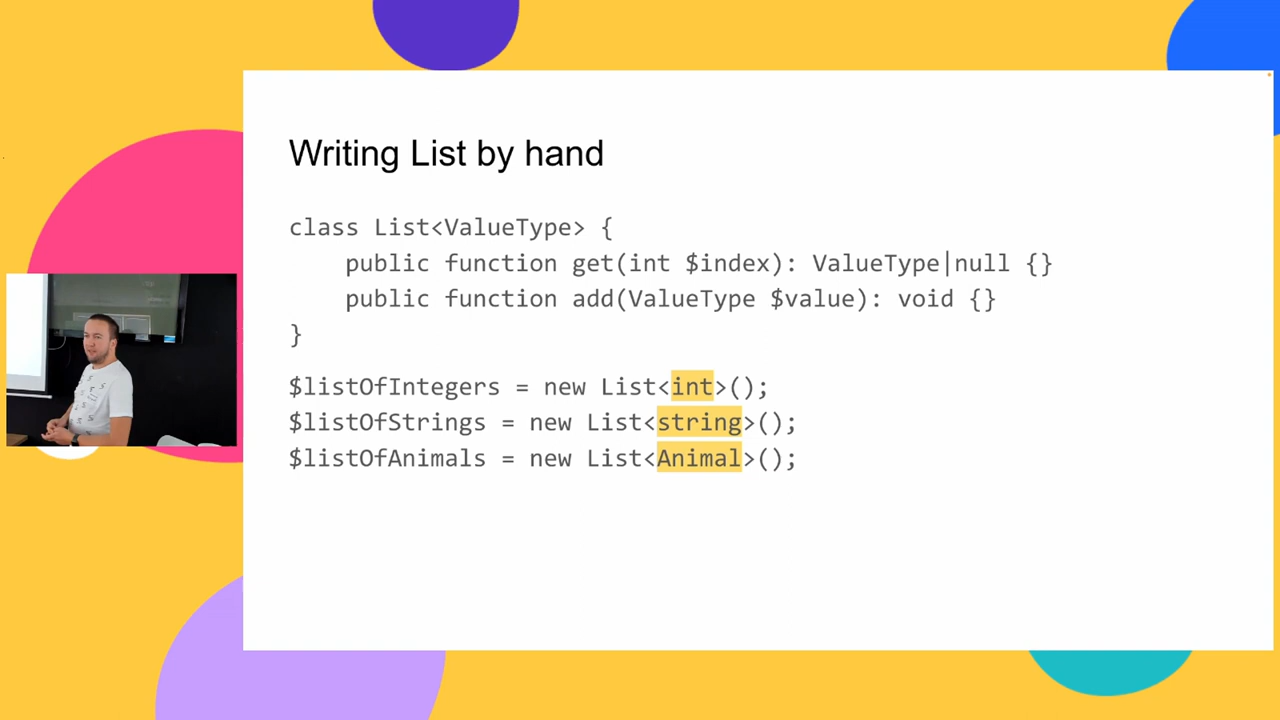 Writing List by hand
class List<ValueType> {
    public function get(int $index): ValueType|null {}
    public function add(ValueType $value): void {}
}
$listOfIntegers = new List<int>();
$listOfStrings = new List<string>();
$listOfAnimals = new List<Animal>();